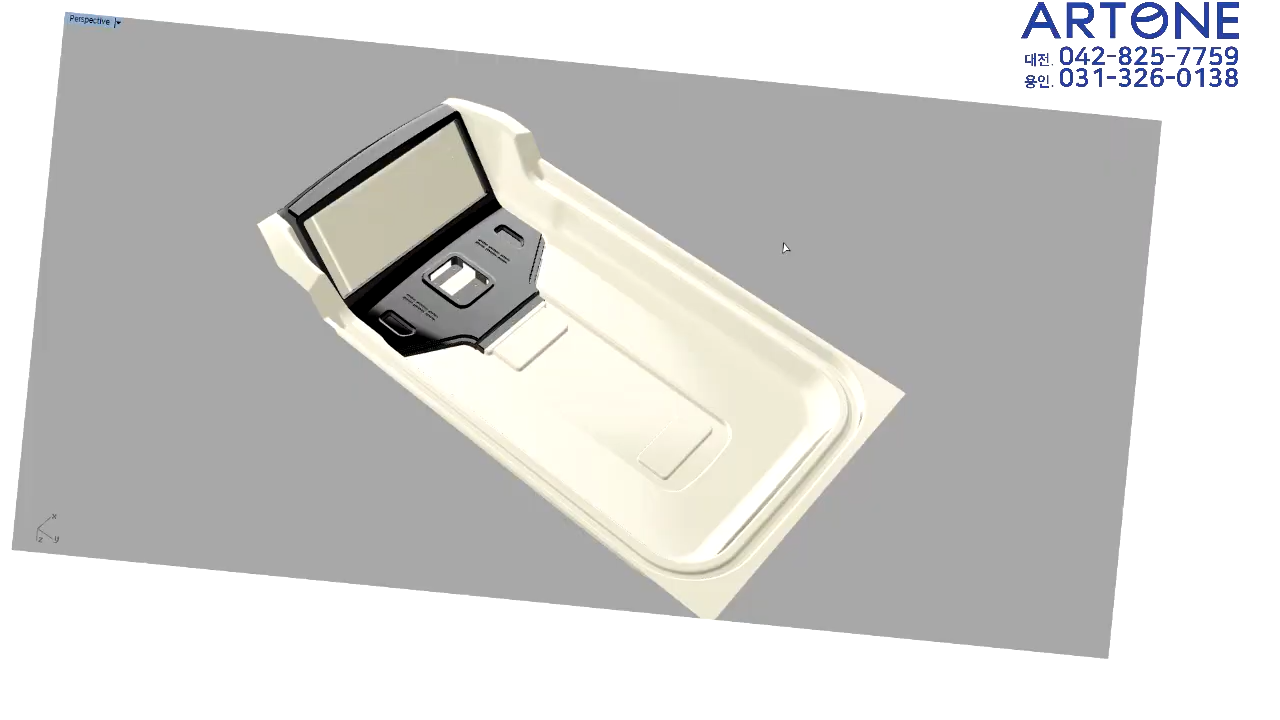 Perspective
ARTONE
대전. 042-825-7759
용인. 031-326-0138
x
y
z